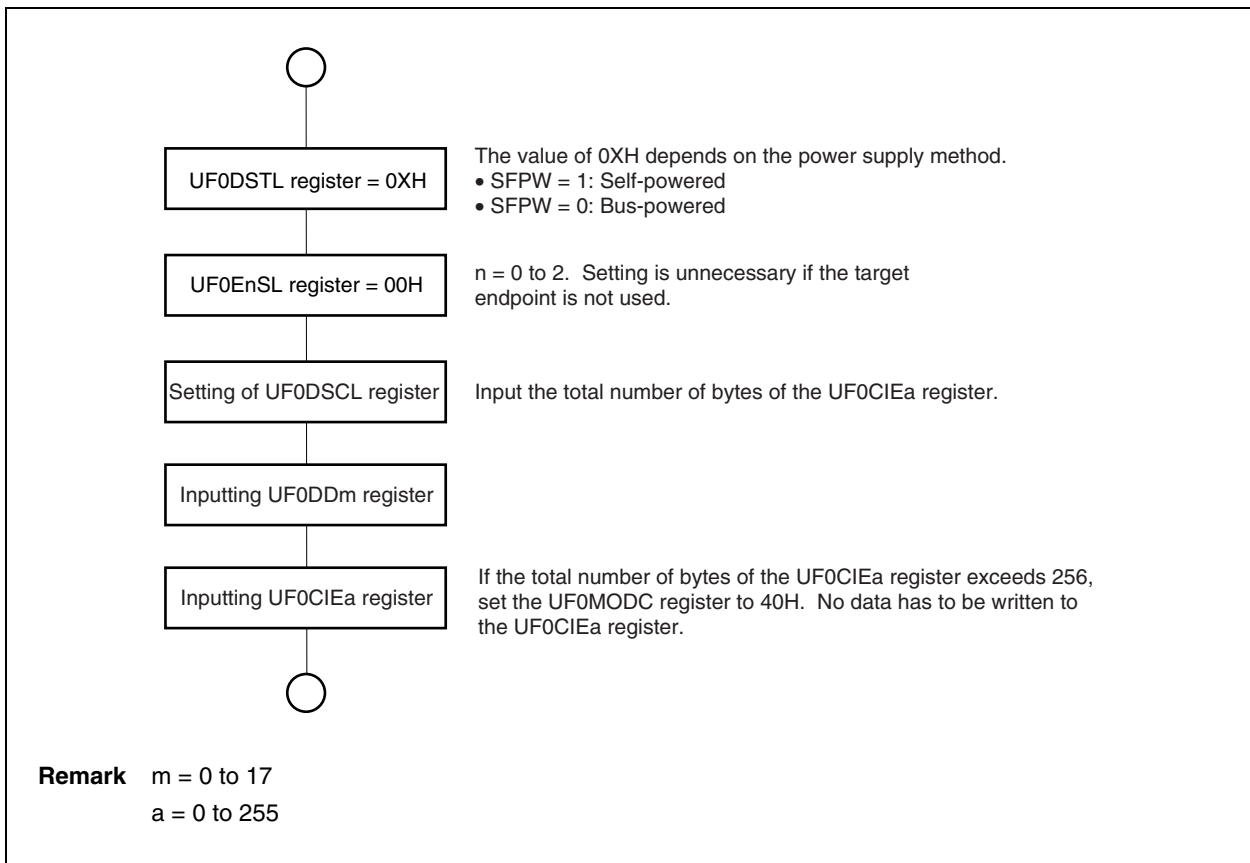 UF0DSTL register = 0XH
The value of 0XH depends on the power supply method.
• SFPW = 1: Self-powered
• SFPW = 0: Bus-powered
UF0EnSL register = 00H
n = 0 to 2.  Setting is unnecessary if the target
endpoint is not used.
Setting of UF0DSCL register
Input the total number of bytes of the UF0CIEa register.
Inputting UF0DDm register
Inputting UF0CIEa register
If the total number of bytes of the UF0CIEa register exceeds 256,
set the UF0MODC register to 40H.  No data has to be written to
the UF0CIEa register.
Remark m = 0 to 17
a = 0 to 255